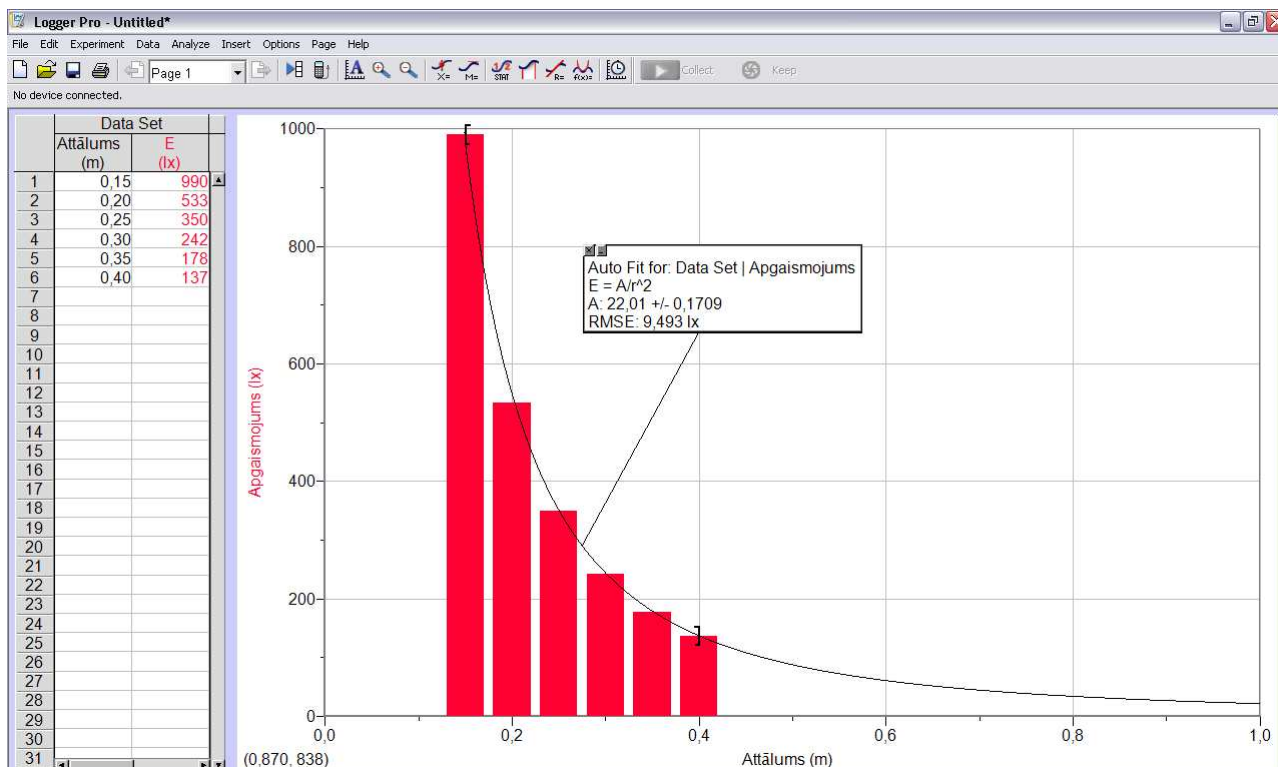 Logger Pro - Untitled*
File Edit Experiment Data Analyze Insert Options Page Help
Page 1
Collect
Keep
No device connected.
Data Set
Attālums E
(m) (lx)
1 0,15 990
2 0,20 533
3 0,25 350
4 0,30 242
5 0,35 178
6 0,40 137
7
8
9
10
11
12
13
14
15
16
17
18
19
20
21
22
23
24
25
26
27
28
29
30
31
Apgaismojums (lx)
1000
800
600
400
200
0
Auto Fit for: Data Set | Apgaismojums
E = A/r^2
A: 22,01 +/- 0,1709
RMSE: 9,493 lx
0,0 0,2 0,4 0,6 0,8 1,0
(0,870, 838)
Attālums (m)